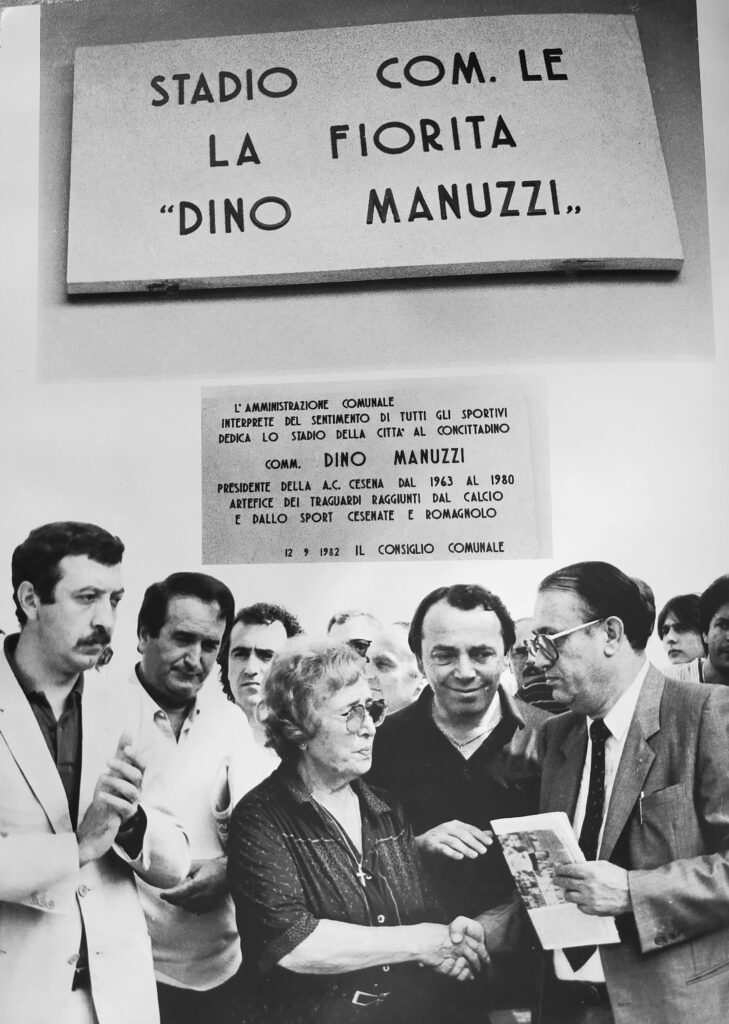 STADIO COM. LE
LA FIORITA
“DINO MANUZZI„
L'AMMINISTRAZIONE COMUNALE
INTERPRETE DEL SENTIMENTO DI TUTTI GLI SPORTIVI
DEDICA LO STADIO DELLA CITTA' AL CONCITTADINO
COMM. DINO MANUZZI
PRESIDENTE DELLA A.C. CESENA DAL 1963 AL 1980
ARTEFICE DEI TRAGUARDI RAGGIUNTI DAL CALCIO
E DALLO SPORT CESENATE E ROMAGNOLO
12 9 1982 IL CONSIGLIO COMUNALE